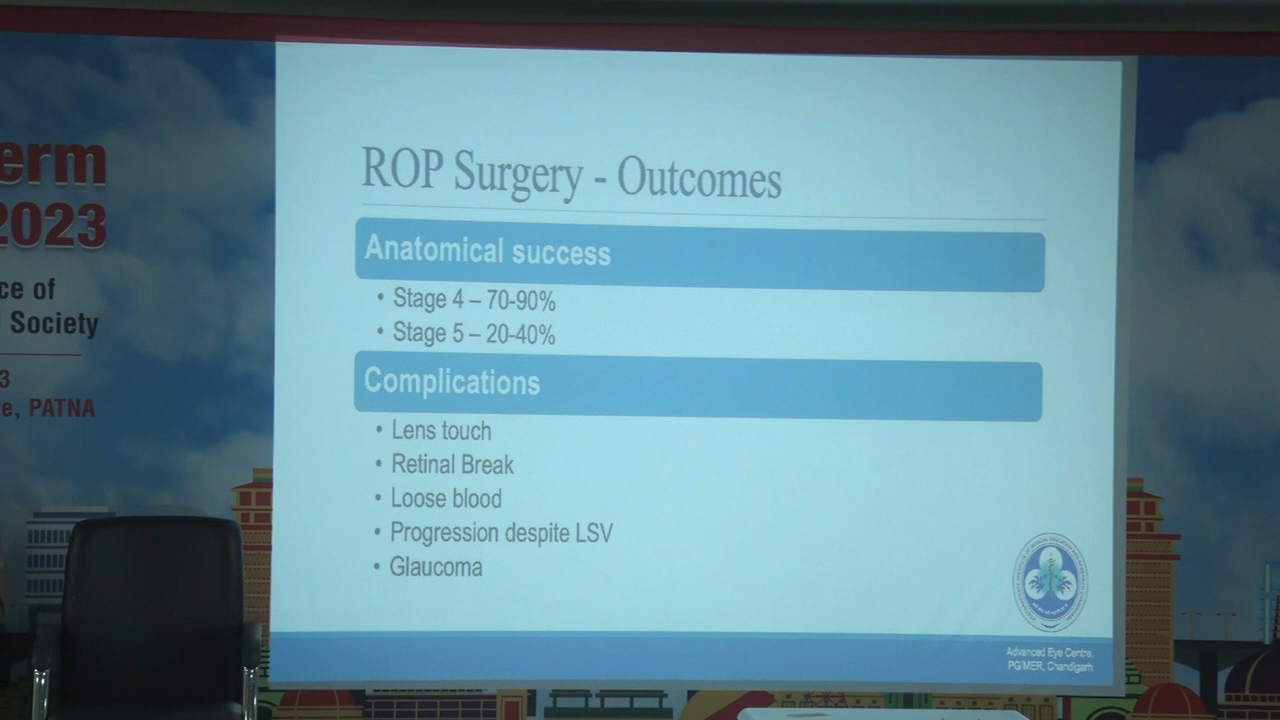 erm
2023
ce of
l Society
3
e, PATNA
ROP Surgery - Outcomes
Anatomical success
• Stage 4 – 70-90%
• Stage 5 – 20-40%
Complications
• Lens touch
• Retinal Break
• Loose blood
• Progression despite LSV
• Glaucoma
Advanced Eye Centre,
PGIMER, Chandigarh